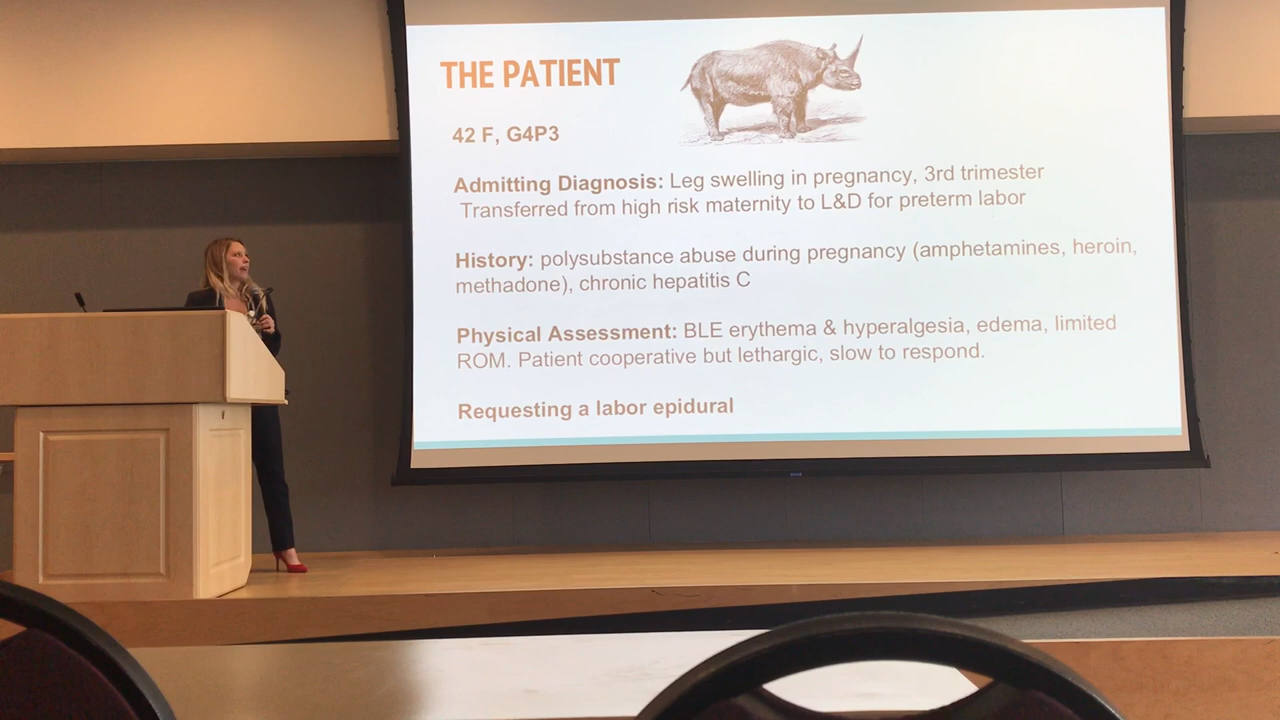 THE PATIENT
42 F, G4P3
Admitting Diagnosis: Leg swelling in pregnancy, 3rd trimester
Transferred from high risk maternity to L&D for preterm labor
History: polysubstance abuse during pregnancy (amphetamines, heroin,
methadone), chronic hepatitis C
Physical Assessment: BLE erythema & hyperalgesia, edema, limited
ROM. Patient cooperative but lethargic, slow to respond.
Requesting a labor epidural